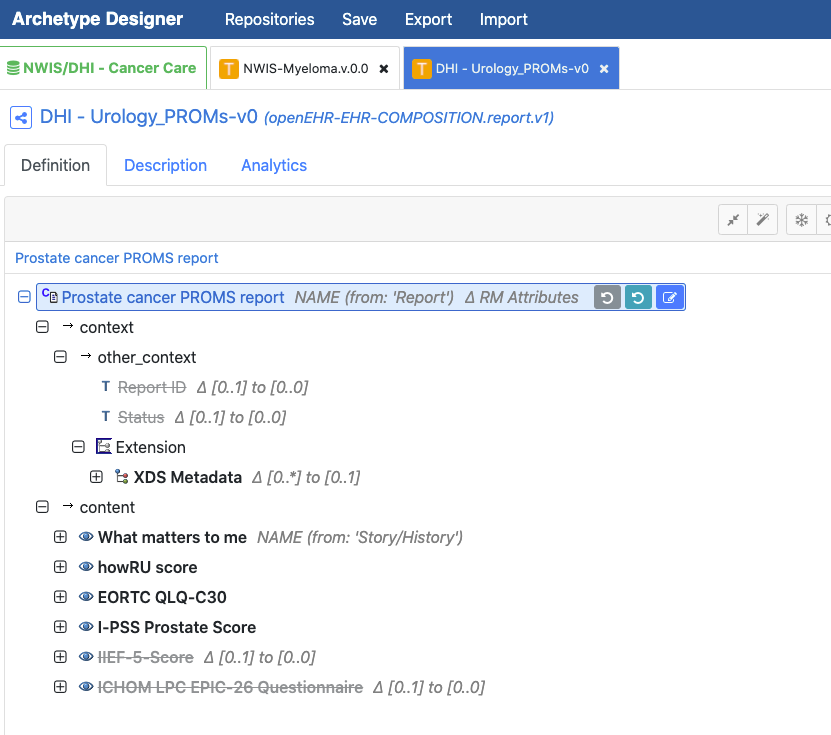 Archetype Designer Repositories Save Export Import
NWIS/DHI - Cancer Care T NWIS-Myeloma.v.0.0 × T DHI - Urology_PROMs-v0 ×
DHI - Urology_PROMs-v0 (openEHR-EHR-COMPOSITION.report.v1)
Definition Description Analytics
Prostate cancer PROMS report
Prostate cancer PROMS report NAME (from: 'Report') Δ RM Attributes
context
other_context
T Report ID Δ [0..1] to [0..0]
T Status Δ [0..1] to [0..0]
Extension
XDS Metadata Δ [0..*] to [0..1]
content
What matters to me NAME (from: 'Story/History')
howRU score
EORTC QLQ-C30
I-PSS Prostate Score
IIEF-5-Score Δ [0..1] to [0..0]
ICHOM LPC EPIC-26 Questionnaire Δ [0..1] to [0..0]